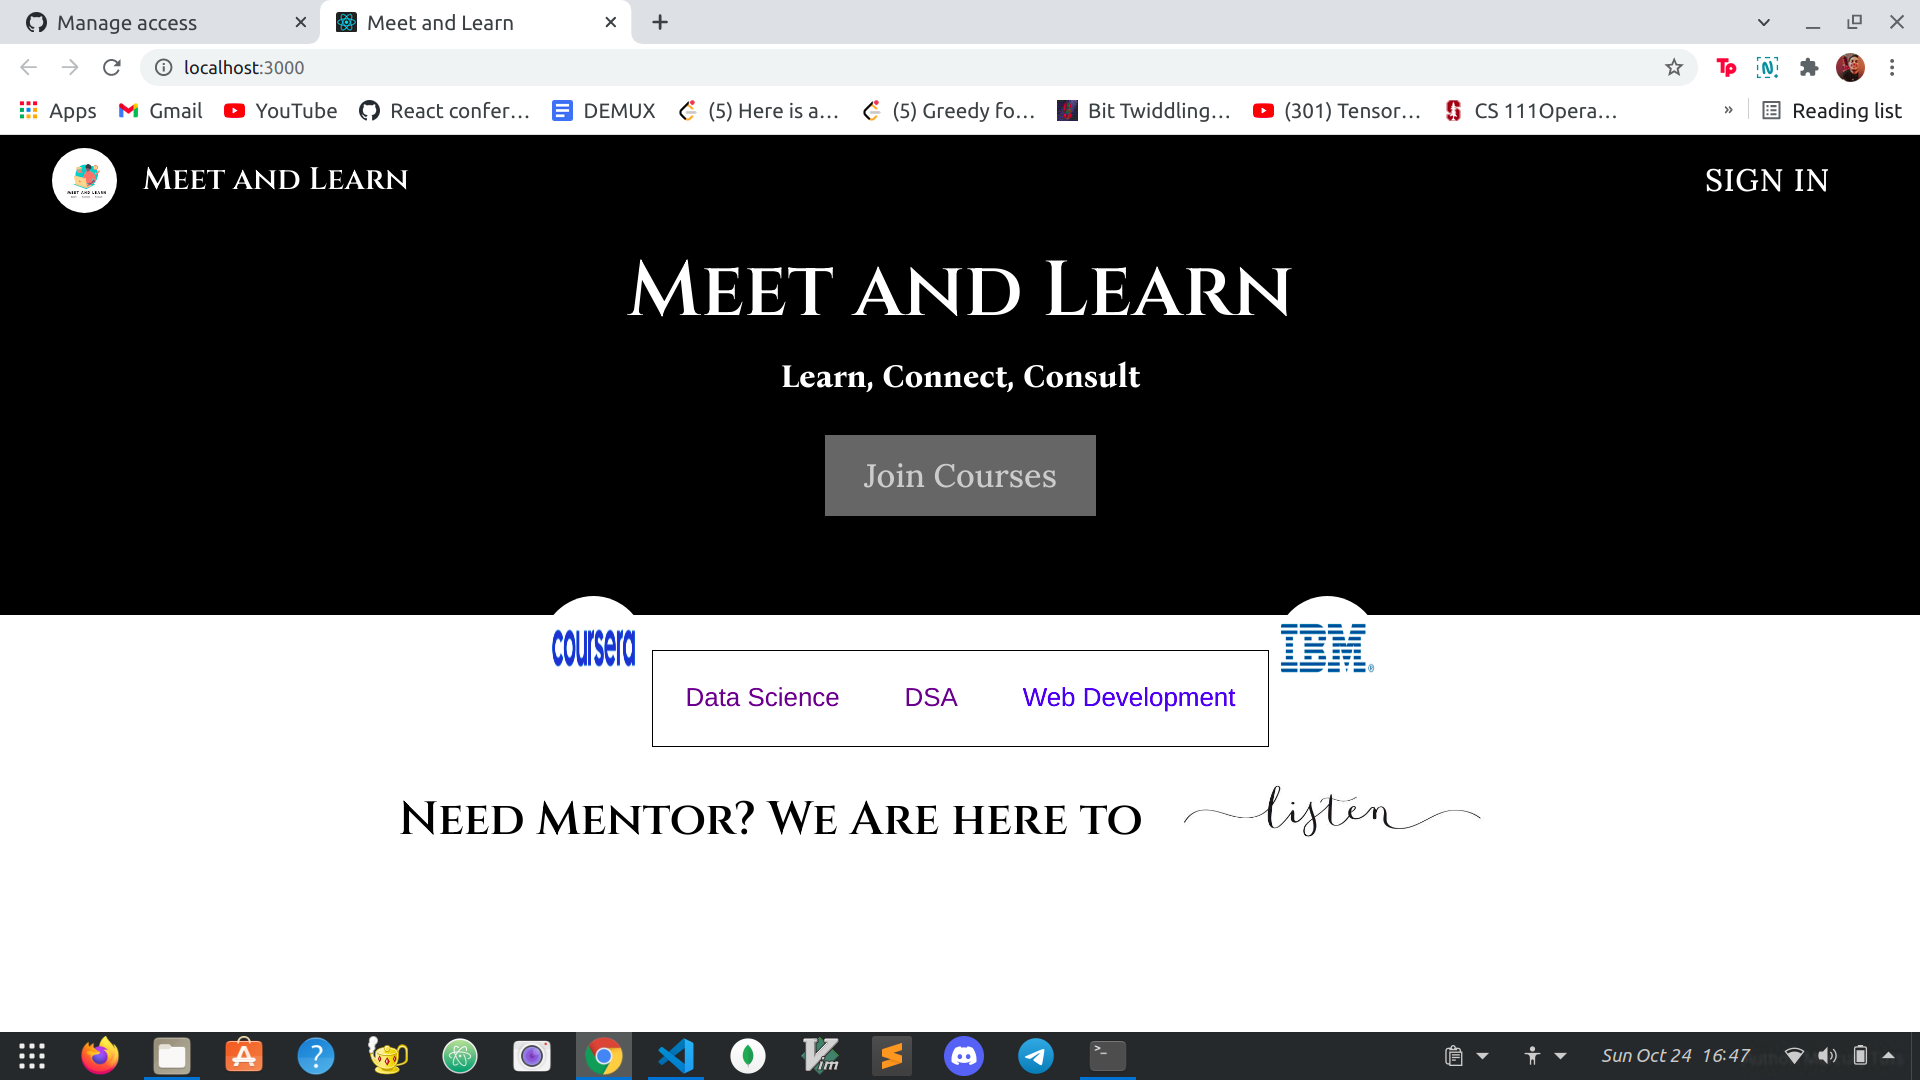 Manage access
Meet and Learn
localhost:3000
Apps
Gmail
YouTube
React confer...
DEMUX
(5) Here is a...
(5) Greedy fo...
Bit Twiddling...
(301) Tensor...
CS 111Opera...
»
Reading list
MEET AND LEARN
Meet and Learn
SIGN IN
Meet and Learn
Learn, Connect, Consult
Join Courses
coursera
IBM®
Data Science
DSA
Web Development
Need Mentor? We Are here to
listen
Sun Oct 24 16:47